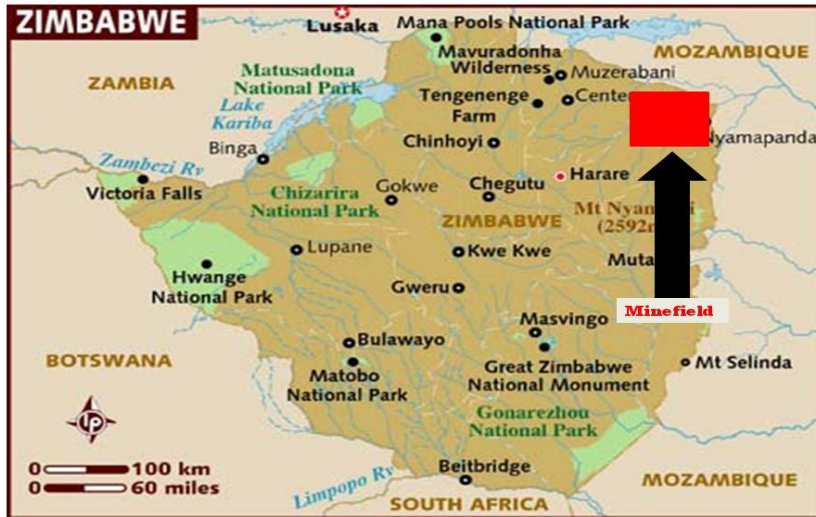 ZIMBABWE
Lusaka
Mana Pools National Park
MOZAMBIQUE
Mavuradonha
Wilderness
Muzerabani
ZAMBIA
Matusadona
National Park
Tengenenge
Farm
Lake
Kariba
Chinhoyi
Binga
Zambezi Rv
Victoria Falls
Harare
Gokwe
Chegutu
Chizarira
National Park
ZIMBABWE
Mt
(2592
Lupane
Kwe Kwe
Hwange
National Park
Gweru
Minefield
Masvingo
Bulawayo
BOTSWANA
Matobo
National Park
Great Zimbabwe
National Monument
Mt Selinda
Gonarezhou
National Park
LP
0 100 km
0 60 miles
Beitbridge
Limpopo Rv
SOUTH AFRICA
MOZAMBIQUE